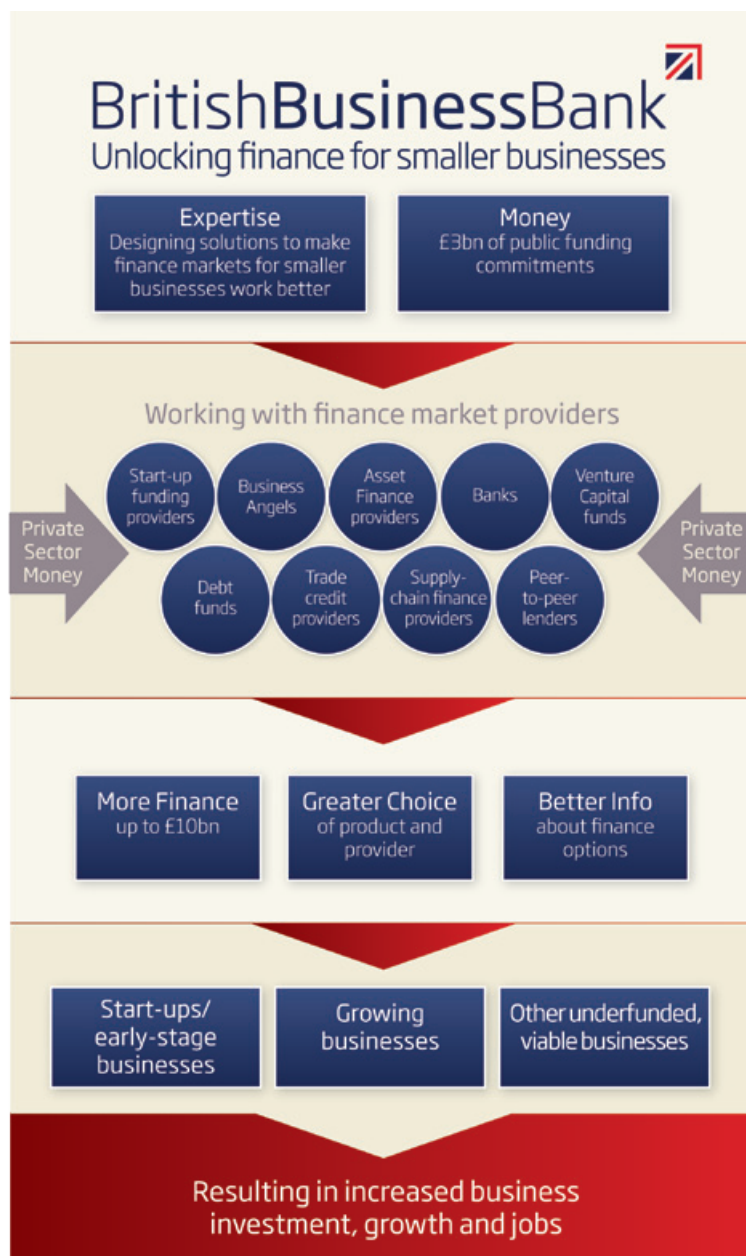 BritishBusinessBank
Unlocking finance for smaller businesses
Expertise
Designing solutions to make
finance markets for smaller
businesses work better
Money
£3bn of public funding
commitments
Working with finance market providers
Private
Sector
Money
Start-up
funding
providers
Business
Angels
Asset
Finance
providers
Banks
Venture
Capital
funds
Private
Sector
Money
Debt
funds
Trade
credit
providers
Supply-
chain finance
providers
Peer-
to-peer
lenders
More Finance
up to £10bn
Greater Choice
of product and
provider
Better Info
about finance
options
Start-ups/
early-stage
businesses
Growing
businesses
Other underfunded,
viable businesses
Resulting in increased business
investment, growth and jobs